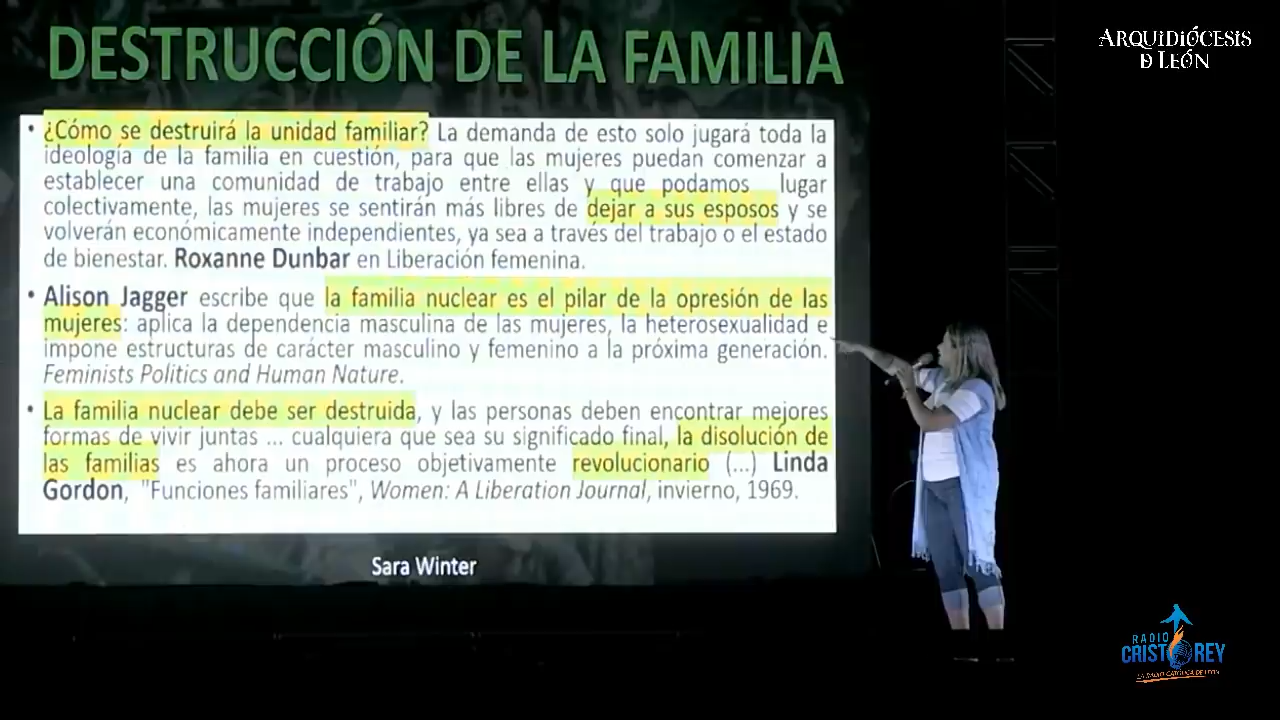 DESTRUCCIÓN DE LA FAMILIA
ARQUIDIÓCESIS
D LEÓN
• ¿Cómo se destruirá la unidad familiar? La demanda de esto solo jugará toda la
ideología de la familia en cuestión, para que las mujeres puedan comenzar a
establecer una comunidad de trabajo entre ellas y que podamos lugar
colectivamente, las mujeres se sentirán más libres de dejar a sus esposos y se
volverán económicamente independientes, ya sea a través del trabajo o el estado
de bienestar. Roxanne Dunbar en Liberación femenina.
• Alison Jagger escribe que la familia nuclear es el pilar de la opresión de las
mujeres: aplica la dependencia masculina de las mujeres, la heterosexualidad e
impone estructuras de carácter masculino y femenino a la próxima generación.
Feminists Politics and Human Nature.
• La familia nuclear debe ser destruida, y las personas deben encontrar mejores
formas de vivir juntas ... cualquiera que sea su significado final, la disolución de
las familias es ahora un proceso objetivamente revolucionario (...) Linda
Gordon, "Funciones familiares", Women: A Liberation Journal, invierno, 1969.
Sara Winter
RADIO
CRISTOREY
LA RADIO CATÓLICA DE LEÓN